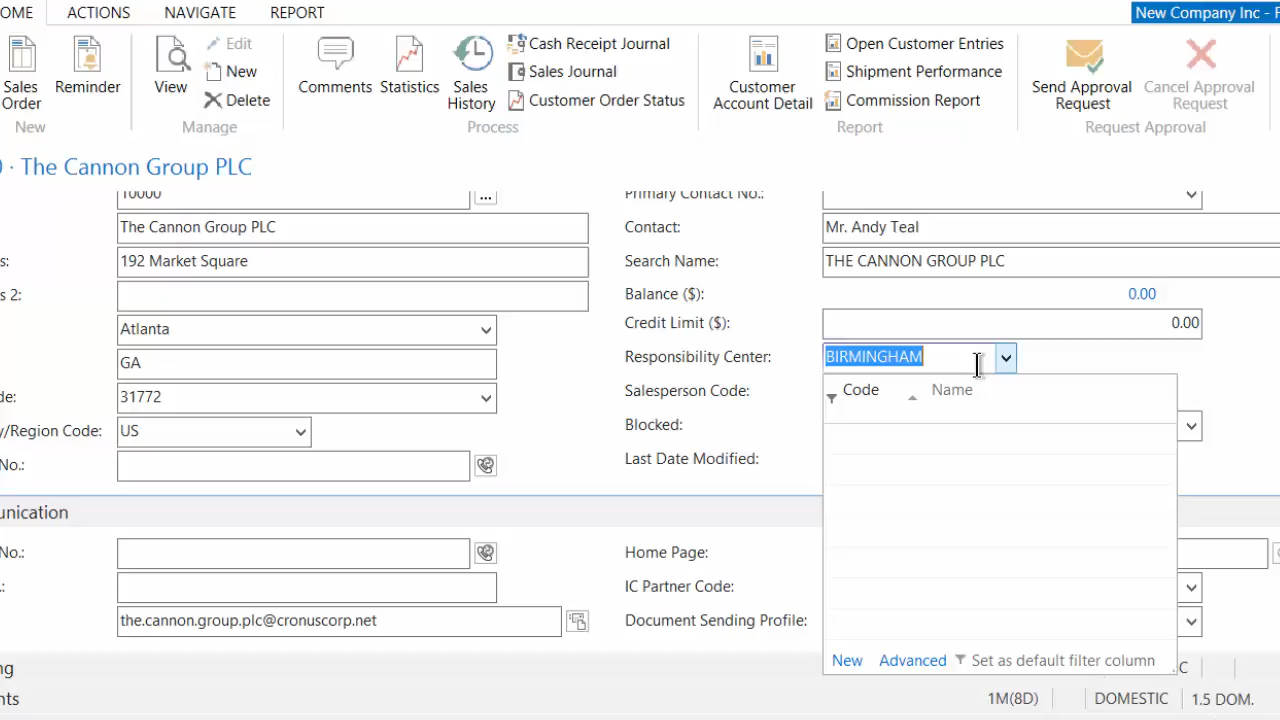 OME ACTIONS NAVIGATE REPORT New Company Inc -
Sales Order
Reminder
New
View
Edit
New
Delete
Manage
Comments
Statistics
Sales History
Cash Receipt Journal
Sales Journal
Customer Order Status
Process
Customer Account Detail
Open Customer Entries
Shipment Performance
Commission Report
Report
Send Approval Request
Cancel Approval Request
Request Approval
· The Cannon Group PLC
10000 ... Primary Contact No.:
The Cannon Group PLC Contact: Mr. Andy Teal
s: 192 Market Square Search Name: THE CANNON GROUP PLC
s 2: Balance ($): 0.00
Atlanta Credit Limit ($): 0.00
GA Responsibility Center: BIRMINGHAM
de: 31772 Salesperson Code: Code Name
y/Region Code: US Blocked:
No.: Last Date Modified:
unication
No.: Home Page:
.: IC Partner Code:
the.cannon.group.plc@cronuscorp.net Document Sending Profile:
New Advanced Set as default filter column
ng C
nts 1M(8D) DOMESTIC 1.5 DOM.